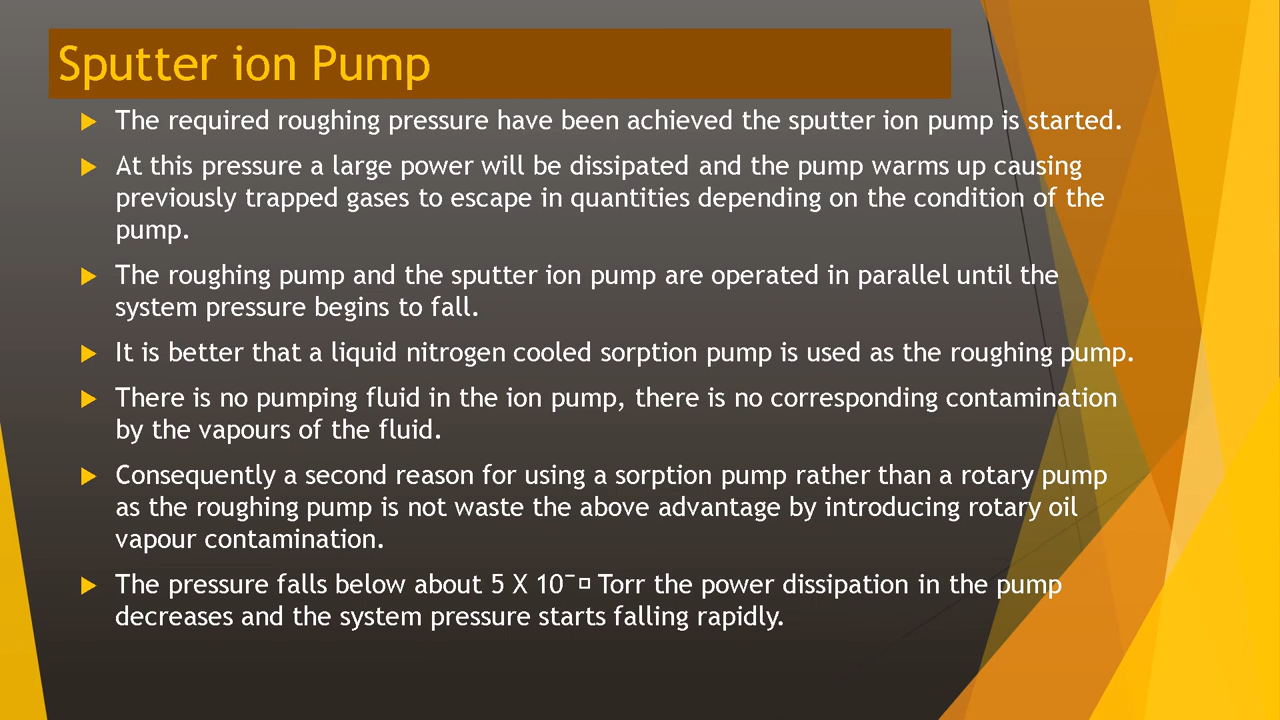 Sputter ion Pump
The required roughing pressure have been achieved the sputter ion pump is started.
At this pressure a large power will be dissipated and the pump warms up causing
previously trapped gases to escape in quantities depending on the condition of the
pump.
The roughing pump and the sputter ion pump are operated in parallel until the
system pressure begins to fall.
It is better that a liquid nitrogen cooled sorption pump is used as the roughing pump.
There is no pumping fluid in the ion pump, there is no corresponding contamination
by the vapours of the fluid.
Consequently a second reason for using a sorption pump rather than a rotary pump
as the roughing pump is not waste the above advantage by introducing rotary oil
vapour contamination.
The pressure falls below about 5 X 10⁻ Torr the power dissipation in the pump
decreases and the system pressure starts falling rapidly.